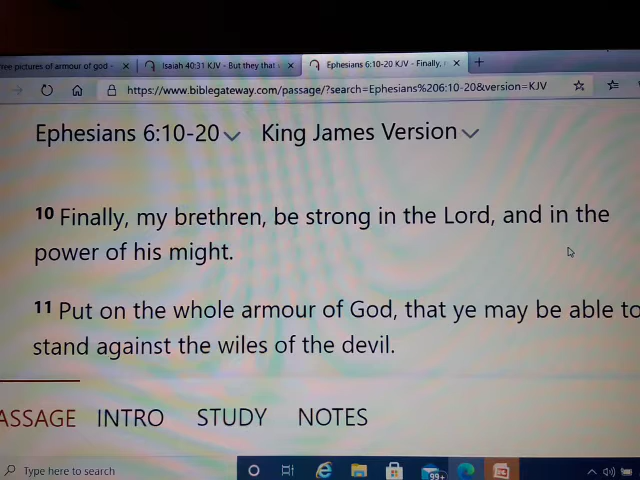 ree pictures of armour of god -
Isaiah 40:31 KJV - But they that
Ephesians 6:10-20 KJV - Finally,
https://www.biblegateway.com/passage/?search=Ephesians%206:10-20&version=KJV
Ephesians 6:10-20 King James Version
10 Finally, my brethren, be strong in the Lord, and in the
power of his might.
11 Put on the whole armour of God, that ye may be able to
stand against the wiles of the devil.
ASSAGE INTRO STUDY NOTES
Type here to search
99+